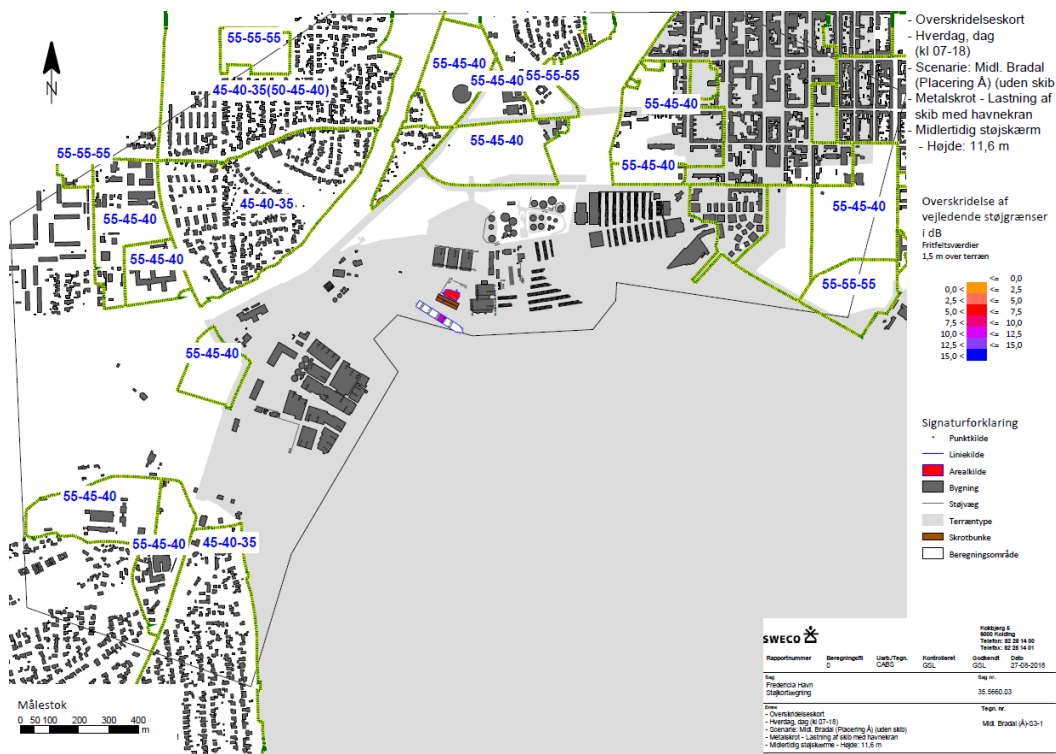 - Overskridelseskort
- Hverdag, dag
(kl 07-18)
- Scenarie: Midl. Bradal
(Placering Å) (uden skib
- Metalskrot - Lastning af
skib med havnekran
- Midlertidig støjskærm
- Højde: 11,6 m
N
55-55-55
55-45-40
55-45-40
55-55-55
45-40-35(50-45-40)
55-45-40
55-45-40
55-45-40
55-55-55
45-40-35
55-45-40
55-45-40
55-45-40
55-55-55
55-45-40
55-45-40
55-45-40
45-40-35
Overskridelse af
vejledende støjgrænser
i dB
Fritfeltsværdier
1,5 m over terræn
<= 0,0
0,0 < <= 2,5
2,5 < <= 5,0
5,0 < <= 7,5
7,5 < <= 10,0
10,0 < <= 12,5
12,5 < <= 15,0
15,0 <
Signaturforklaring
Punktkilde
Liniekilde
Arealkilde
Bygning
Støjvæg
Terræntype
Skrotbunke
Beregningsområde
Målestok
0 50 100 200 300 400
m
SWECO
Kokbjerg 5
6000 Kolding
Telefon: 82 28 14 00
Telefax: 82 28 14 01
Rapportnummer Beregningsnr. Udarb./Tegn. Kontrolleret Godkendt Dato
0 CABS GSL GSL 27-08-2018
Sag Sag nr.
Fredericia Havn
Støjkortlægning 35.5660.03
Emne Tegn. nr.
- Overskridelseskort
- Hverdag, dag (kl 07-18)
- Scenarie: Midl. Bradal (Placering Å) (uden skib)
- Metalskrot - Lastning af skib med havnekran
- Midlertidig støjskærme - Højde: 11,6 m
Midl. Bradal (Å)-S3-1